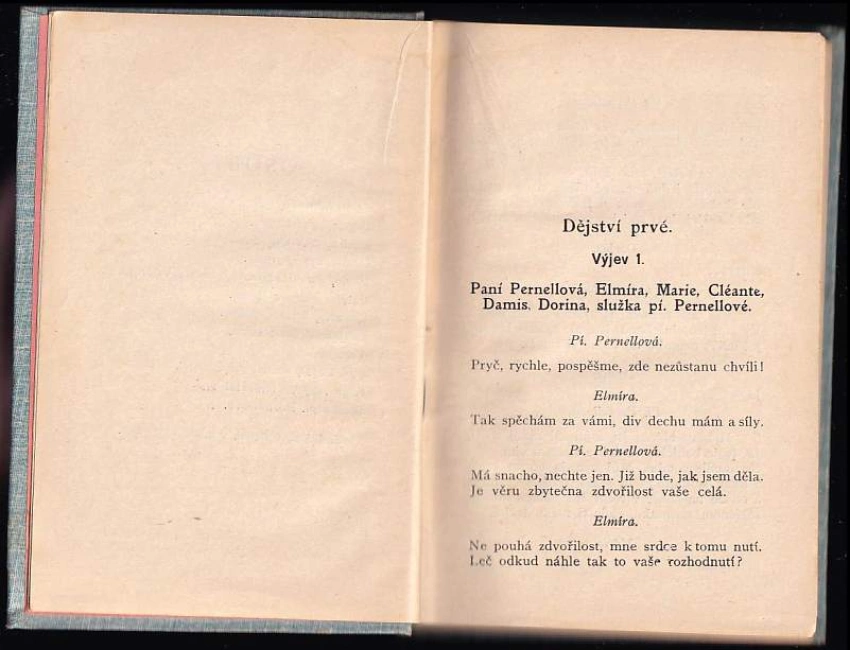 Dějství prvé.
Výjev 1.
Paní Pernellová, Elmíra, Marie, Cléante,
Damis. Dorina, služka pí. Pernellové.
Pí. Pernellová.
Pryč, rychle, pospěšme, zde nezůstanu chvíli!
Elmíra.
Tak spěchám za vámi, div dechu mám a síly.
Pí. Pernellová.
Má snacho, nechte jen. Již bude, jak jsem děla.
Je věru zbytečna zdvořilost vaše celá.
Elmíra.
Ne pouhá zdvořilost, mne srdce k tomu nutí.
Leč odkud náhle tak to vaše rozhodnutí?